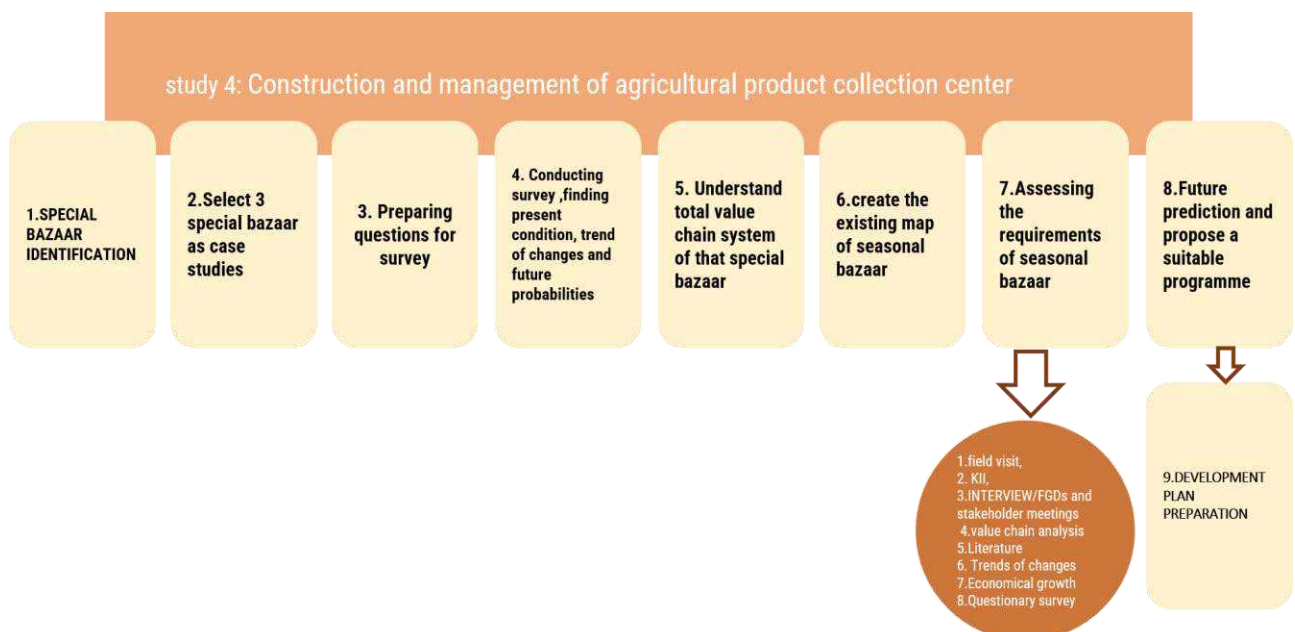 study 4: Construction and management of agricultural product collection center
1.SPECIAL
BAZAAR
IDENTIFICATION
2.Select 3
special bazaar
as case
studies
3. Preparing
questions for
survey
4. Conducting
survey ,finding
present
condition, trend
of changes and
future
probabilities
5. Understand
total value
chain system
of that special
bazaar
6.create the
existing map
of seasonal
bazaar
7.Assessing
the
requirements
of seasonal
bazaar
8.Future
prediction and
propose a
suitable
programme
1.field visit,
2. KII,
3.INTERVIEW/FGDs and
stakeholder meetings
4.value chain analysis
5.Literature
6. Trends of changes
7.Economical growth
8.Questionary survey
9.DEVELOPMENT
PLAN
PREPARATION